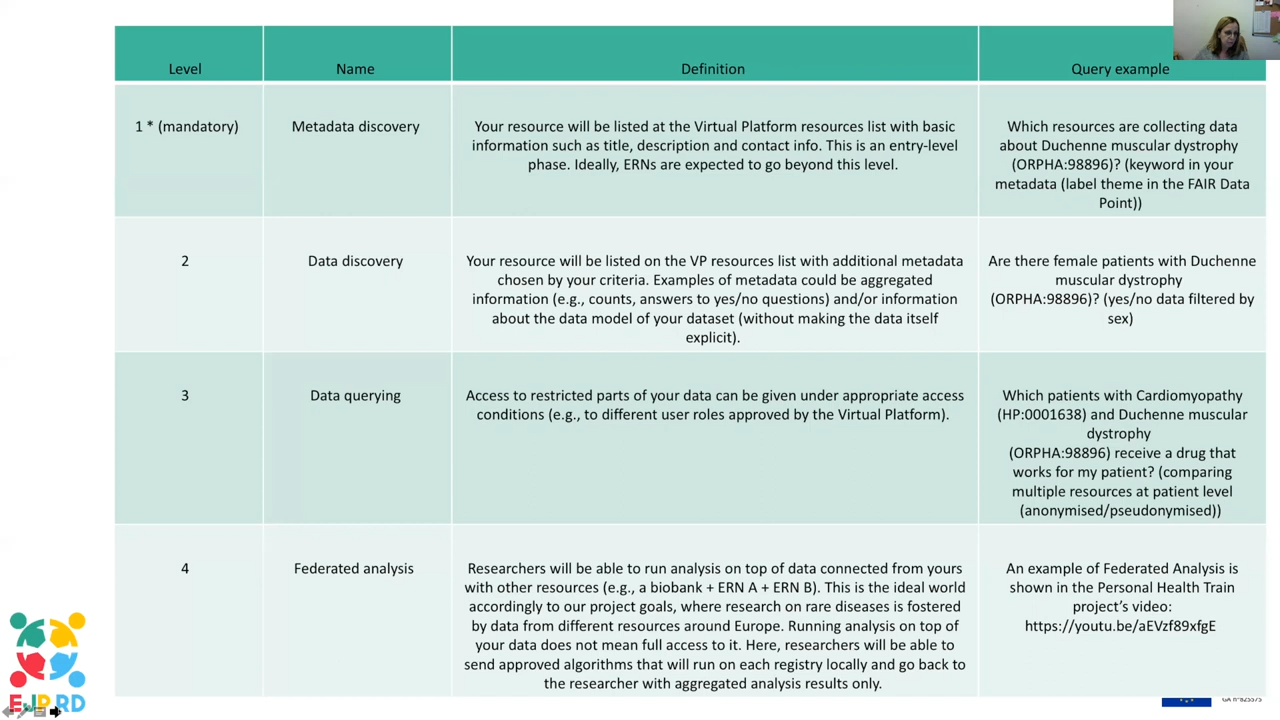 Level
Name
Definition
Query example
1 * (mandatory)
Metadata discovery
Your resource will be listed at the Virtual Platform resources list with basic
information such as title, description and contact info. This is an entry-level
phase. Ideally, ERNs are expected to go beyond this level.
Which resources are collecting data
about Duchenne muscular dystrophy
(ORPHA:98896)? (keyword in your
metadata (label theme in the FAIR Data
Point))
2
Data discovery
Your resource will be listed on the VP resources list with additional metadata
chosen by your criteria. Examples of metadata could be aggregated
information (e.g., counts, answers to yes/no questions) and/or information
about the data model of your dataset (without making the data itself
explicit).
Are there female patients with Duchenne
muscular dystrophy
(ORPHA:98896)? (yes/no data filtered by
sex)
3
Data querying
Access to restricted parts of your data can be given under appropriate access
conditions (e.g., to different user roles approved by the Virtual Platform).
Which patients with Cardiomyopathy
(HP:0001638) and Duchenne muscular
dystrophy
(ORPHA:98896) receive a drug that
works for my patient? (comparing
multiple resources at patient level
(anonymised/pseudonymised))
4
Federated analysis
Researchers will be able to run analysis on top of data connected from yours
with other resources (e.g., a biobank + ERN A + ERN B). This is the ideal world
accordingly to our project goals, where research on rare diseases is fostered
by data from different resources around Europe. Running analysis on top of
your data does not mean full access to it. Here, researchers will be able to
send approved algorithms that will run on each registry locally and go back to
the researcher with aggregated analysis results only.
An example of Federated Analysis is
shown in the Personal Health Train
project's video:
https://youtu.be/aEVzf89xfgE
EJP RD